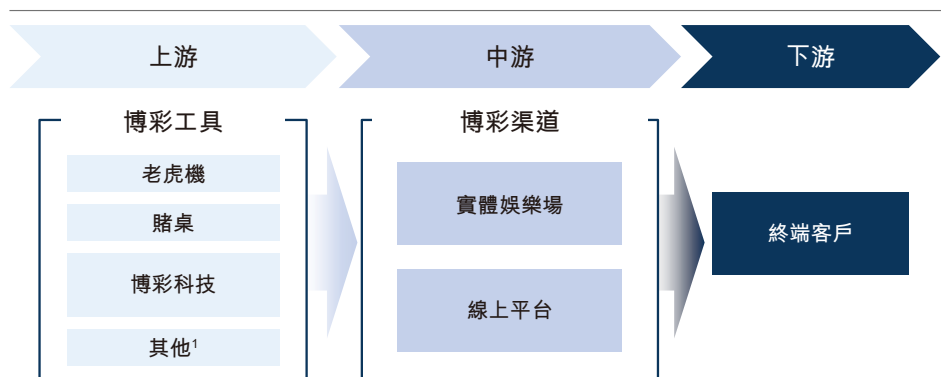 上游
中游
下游
博彩工具
老虎機
賭桌
博彩科技
其他¹
博彩渠道
實體娛樂場
線上平台
終端客戶